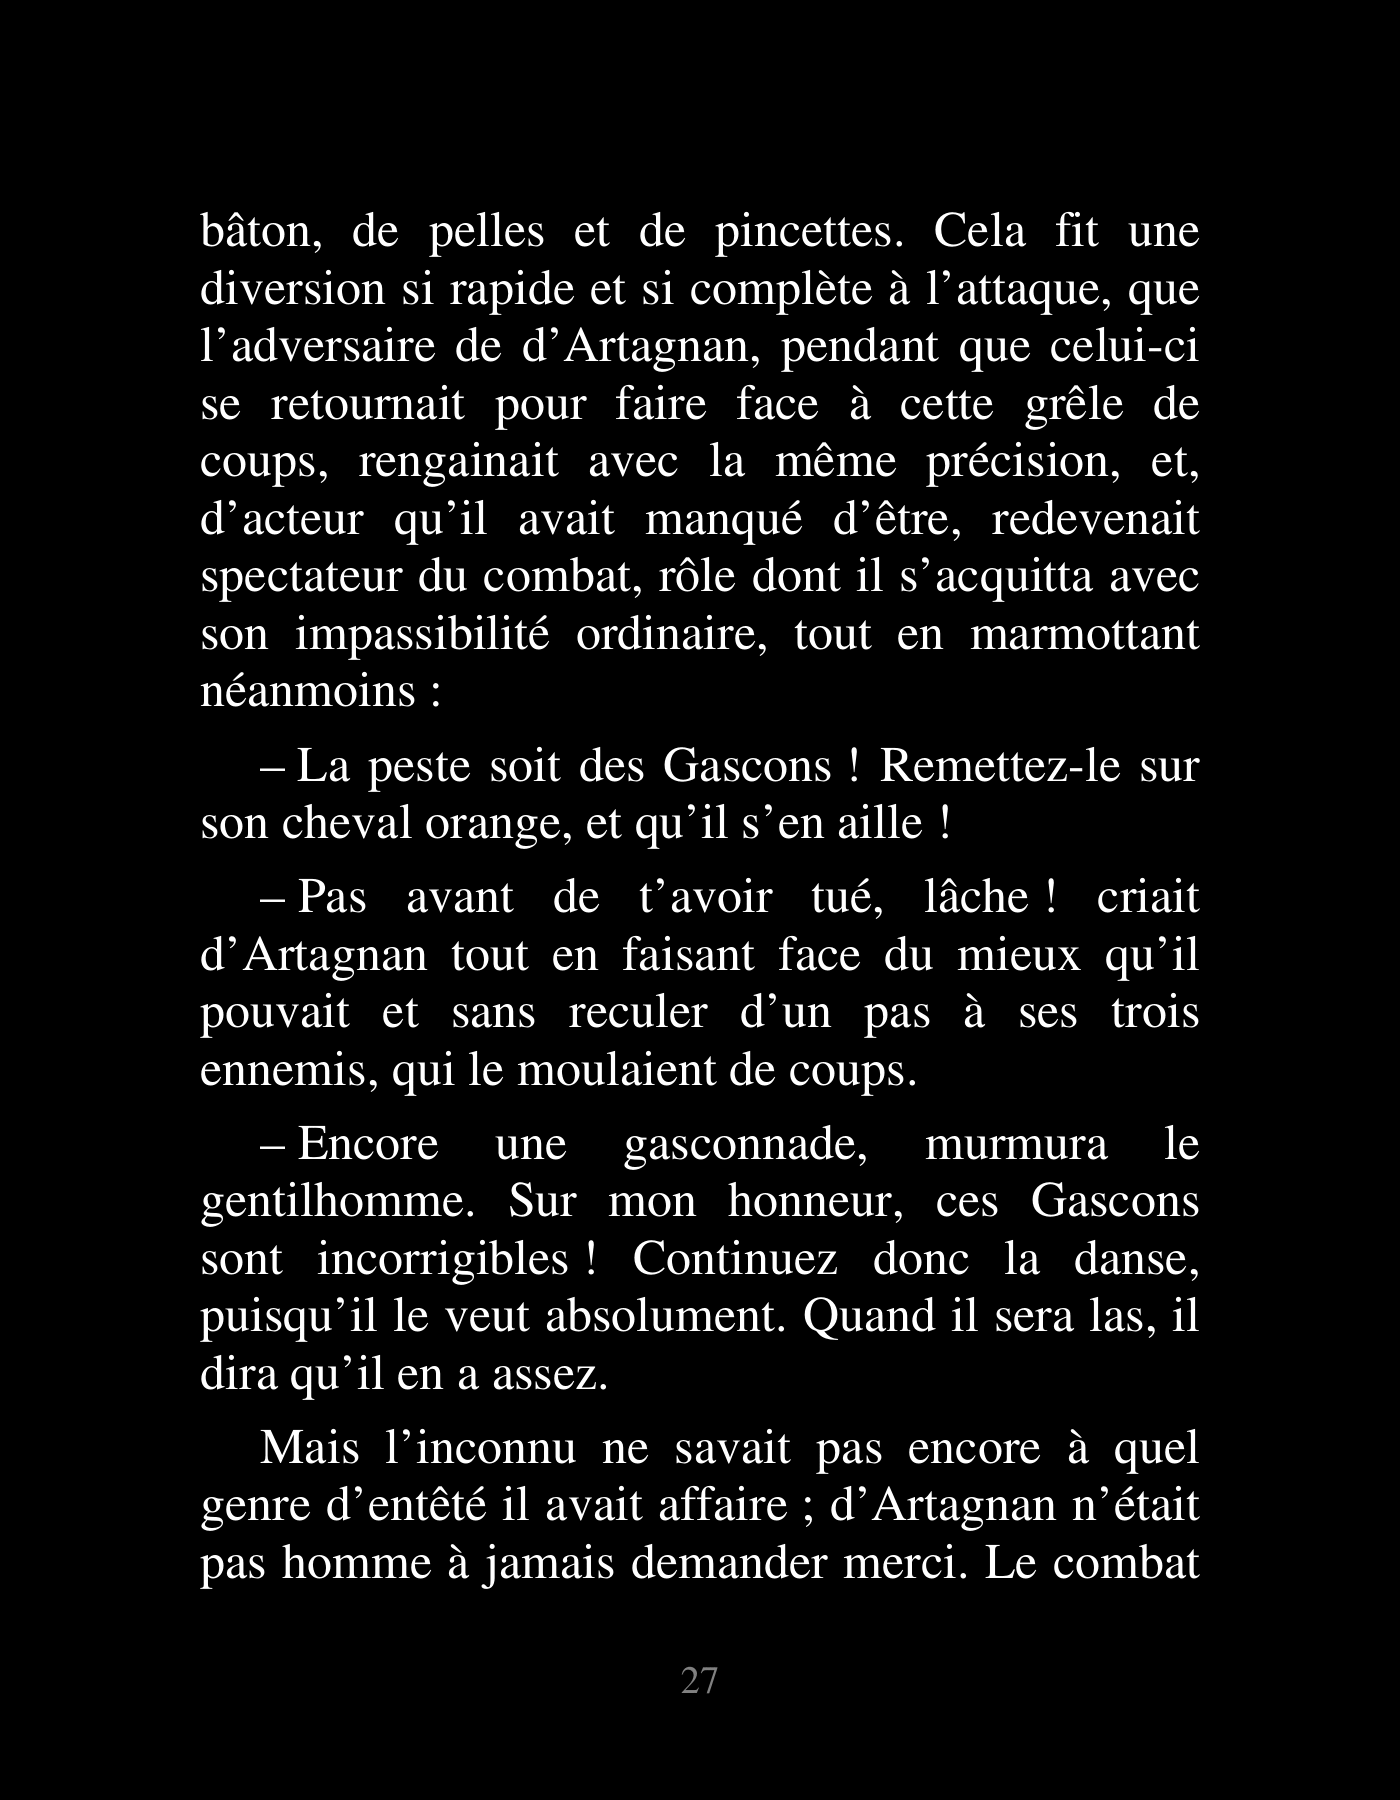 bâton, de pelles et de pincettes. Cela fit une
diversion si rapide et si complète à l’attaque, que
l’adversaire de d’Artagnan, pendant que celui-ci
se retournait pour faire face à cette grêle de
coups, rengainait avec la même précision, et,
d’acteur qu’il avait manqué d’être, redevenait
spectateur du combat, rôle dont il s’acquitta avec
son impassibilité ordinaire, tout en marmottant
néanmoins :
– La peste soit des Gascons ! Remettez-le sur
son cheval orange, et qu’il s’en aille !
– Pas avant de t’avoir tué, lâche ! criait
d’Artagnan tout en faisant face du mieux qu’il
pouvait et sans reculer d’un pas à ses trois
ennemis, qui le moulaient de coups.
– Encore une gasconnade, murmura le
gentilhomme. Sur mon honneur, ces Gascons
sont incorrigibles ! Continuez donc la danse,
puisqu’il le veut absolument. Quand il sera las, il
dira qu’il en a assez.
Mais l’inconnu ne savait pas encore à quel
genre d’entêté il avait affaire ; d’Artagnan n’était
pas homme à jamais demander merci. Le combat
27